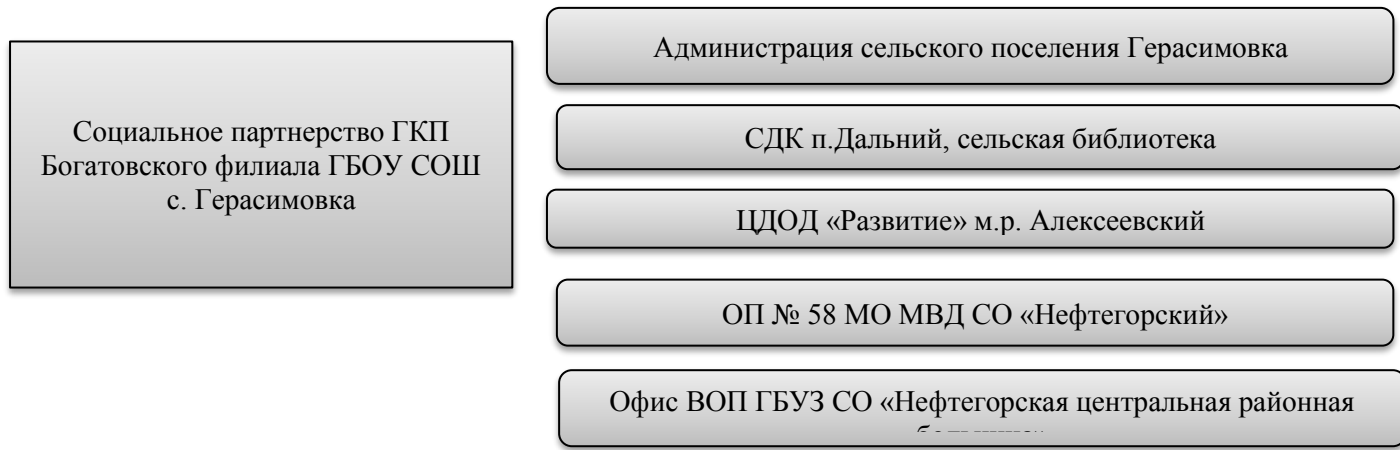 Социальное партнерство ГКП
Богатовского филиала ГБОУ СОШ
с. Герасимовка
Администрация сельского поселения Герасимовка
СДК п.Дальний, сельская библиотека
ЦДОД «Развитие» м.р. Алексеевский
ОП № 58 МО МВД СО «Нефтегорский»
Офис ВОП ГБУЗ СО «Нефтегорская центральная районная